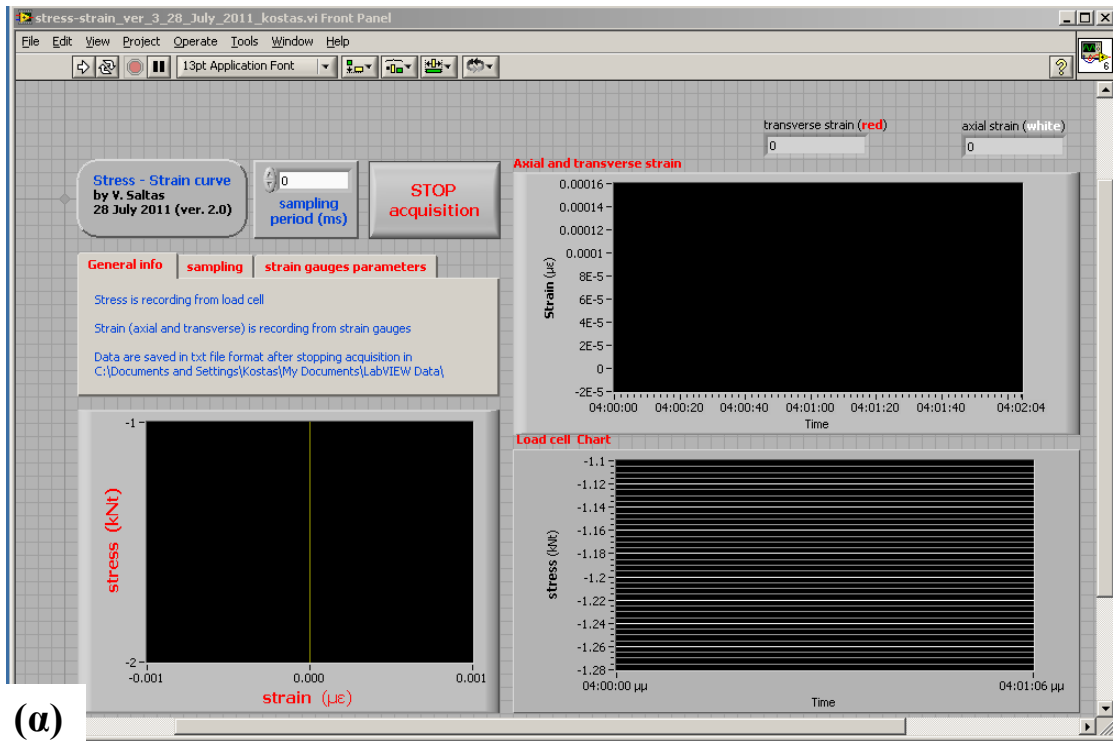 stress-strain_ver_3_28_July_2011_kostas.vi Front Panel
File Edit View Project Operate Tools Window Help
13pt Application Font
6
transverse strain (red)
0
axial strain (white)
0
Stress - Strain curve
by V. Saltas
28 July 2011 (ver. 2.0)
0
sampling
period (ms)
STOP
acquisition
General info sampling strain gauges parameters
Stress is recording from load cell
Strain (axial and transverse) is recording from strain gauges
Data are saved in txt file format after stopping acquisition in
C:\Documents and Settings\Kostas\My Documents\LabVIEW Data\
Axial and transverse strain
Strain (με)
0.00016
0.00014
0.00012
0.0001
8E-5
6E-5
4E-5
2E-5
0
-2E-5
04:00:00 04:00:20 04:00:40 04:01:00 04:01:20 04:01:40 04:02:04
Time
stress (kNt)
-1
-2
-0.001 0.000 0.001
strain (με)
Load cell Chart
stress (kNt)
-1.1
-1.12
-1.14
-1.16
-1.18
-1.2
-1.22
-1.24
-1.26
-1.28
04:00:00 μμ 04:01:06 μμ
Time
(α)